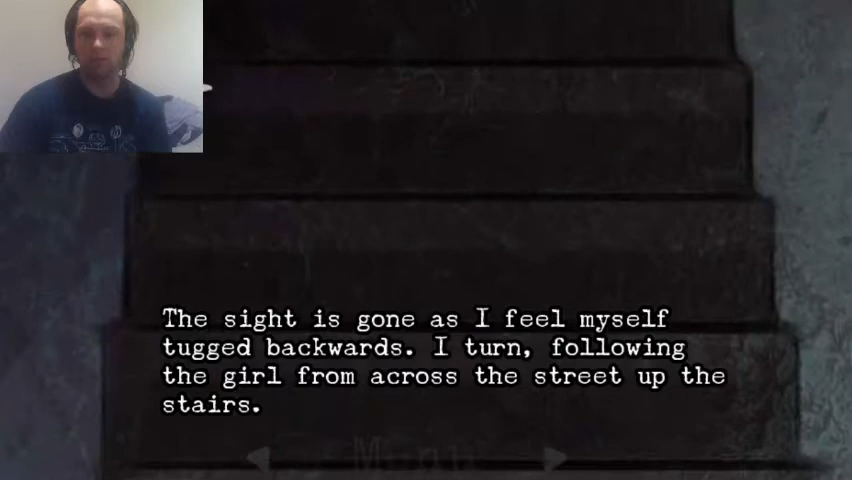 The sight is gone as I feel myself
tugged backwards. I turn, following
the girl from across the street up the
stairs.
Menu